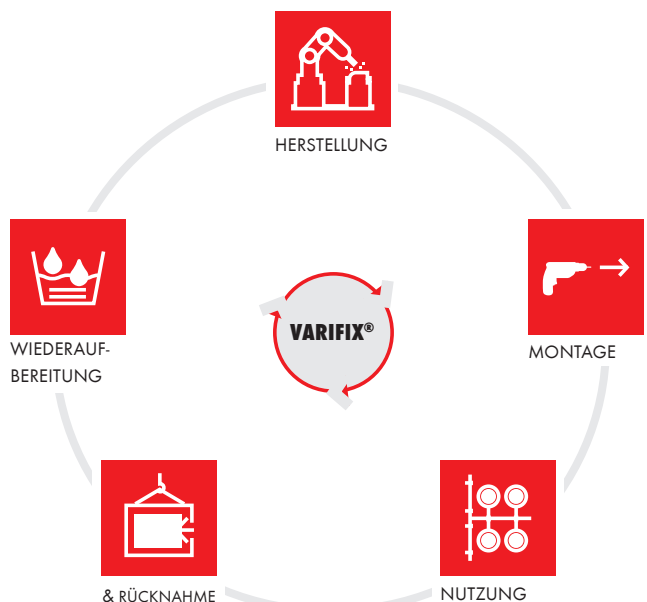 HERSTELLUNG
MONTAGE
NUTZUNG
& RÜCKNAHME
WIEDERAUF-
BEREITUNG
VARIFIX®